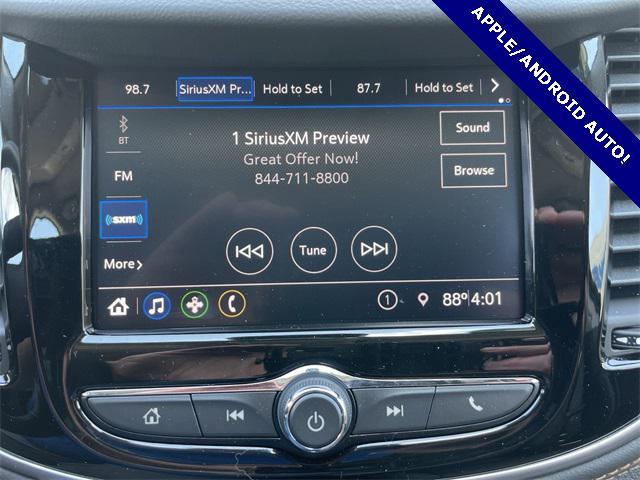 APPLE/ANDROID AUTO!
98.7 SiriusXM Pr... Hold to Set 87.7 Hold to Set
BT
1 SiriusXM Preview
Great Offer Now!
844-711-8800
Sound
FM
Browse
((sxm))
Tune
More
1 88° 4:01